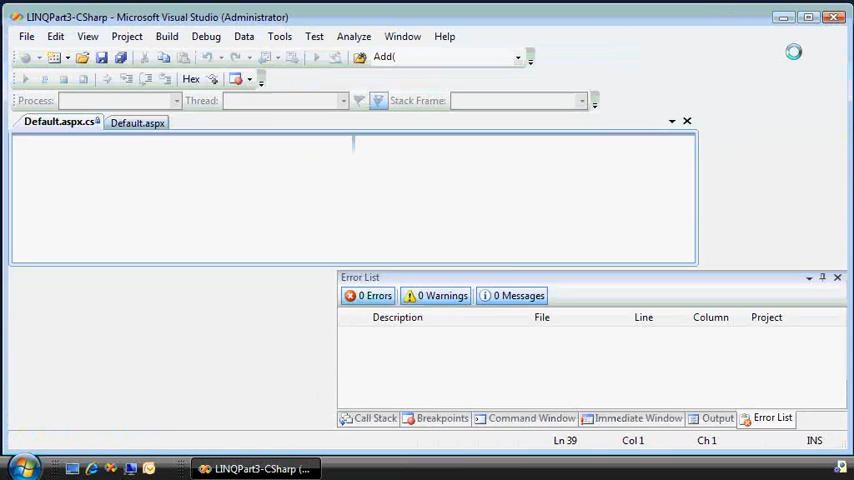 LINQPart3-CSharp - Microsoft Visual Studio (Administrator)
File Edit View Project Build Debug Data Tools Test Analyze Window Help
Add(
Hex
Process: Thread: Stack Frame:
Default.aspx.cs Default.aspx
Error List
0 Errors 0 Warnings 0 Messages
Description File Line Column Project
Call Stack Breakpoints Command Window Immediate Window Output Error List
Ln 39 Col 1 Ch 1 INS
LINQPart3-CSharp (...